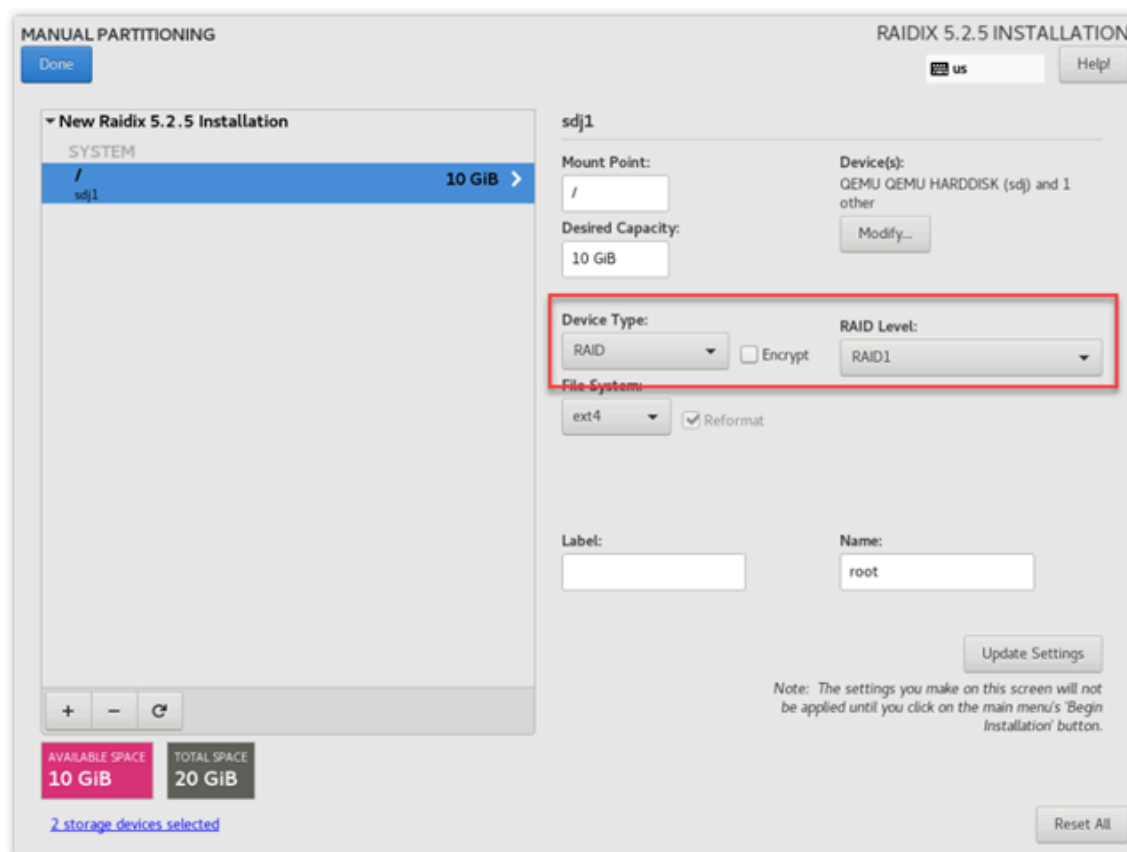 MANUAL PARTITIONING
RAIDIX 5.2.5 INSTALLATION
Done
us
Help!
New Raidix 5.2.5 Installation
SYSTEM
/
10 GiB
sdj1
sdj1
Mount Point:
/
Device(s):
QEMU QEMU HARDDISK (sdj) and 1
other
Modify...
Desired Capacity:
10 GiB
Device Type:
RAID
Encrypt
RAID Level:
RAID1
File System:
ext4
Reformat
Label:
Name:
root
Update Settings
Note: The settings you make on this screen will not
be applied until you click on the main menu's 'Begin
Installation' button.
AVAILABLE SPACE
10 GiB
TOTAL SPACE
20 GiB
2 storage devices selected
Reset All